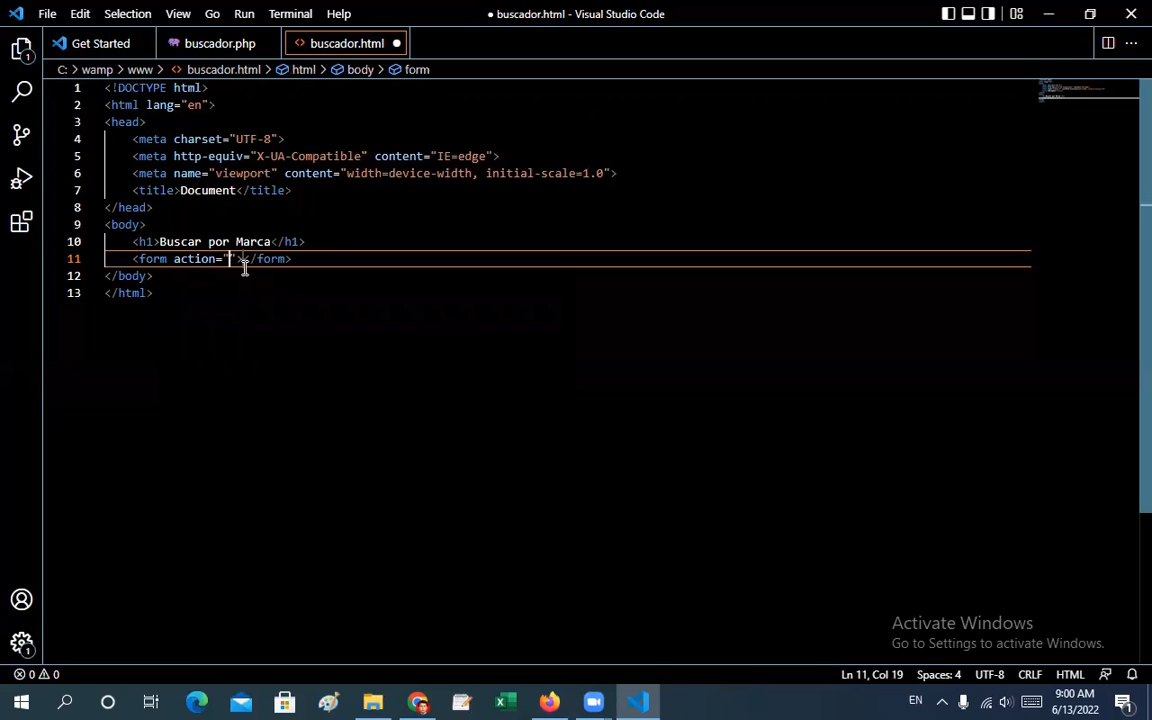 File Edit Selection View Go Run Terminal Help
● buscador.html - Visual Studio Code
Get Started buscador.php buscador.html
C: > wamp > www > buscador.html > html > body > form
1 <!DOCTYPE html>
2 <html lang="en">
3 <head>
4 <meta charset="UTF-8">
5 <meta http-equiv="X-UA-Compatible" content="IE=edge">
6 <meta name="viewport" content="width=device-width, initial-scale=1.0">
7 <title>Document</title>
8 </head>
9 <body>
10 <h1>Buscar por Marca</h1>
11 <form action=""></form>
12 </body>
13 </html>
Activate Windows
Go to Settings to activate Windows.
0 0 Ln 11, Col 19 Spaces: 4 UTF-8 CRLF HTML
EN 9:00 AM
6/13/2022
1
1
1